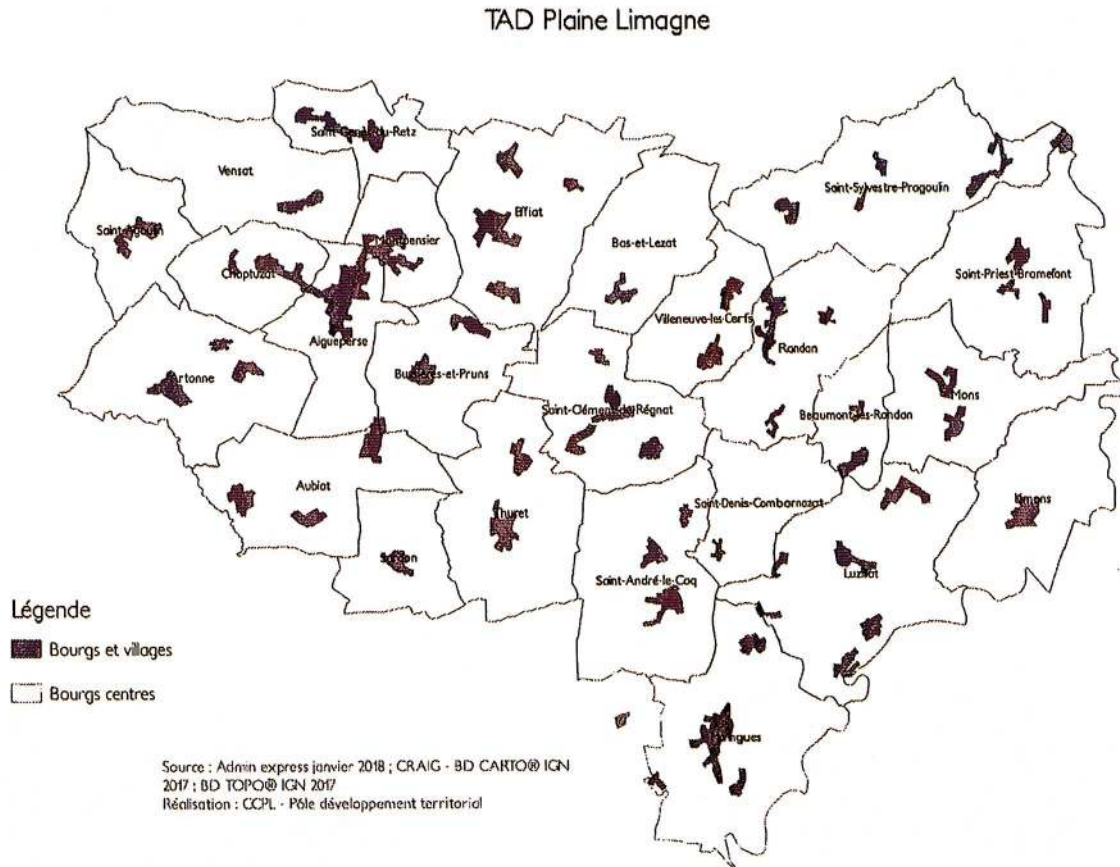 TAD Plaine Limagne
Saint-Genès-du-Retz
Vensat
Saint-Sylvestre-Pragoulin
Effiat
Saint-Agoulin
Montpensier
Bas-et-Lezat
Chaptuzat
Saint-Priest-Bramefont
Villeneuve-les-Cerfs
Aigueperse
Randan
Artonne
Bussières-et-Pruns
Mons
Saint-Clément-de-Régnat
Beaumont-lès-Randan
Aubiat
Saint-Denis-Combarnazat
Limons
Thuret
Sardon
Luzillat
Saint-André-le-Coq
Légende
Bourgs et villages
Bourgs centres
Maringues
Source : Admin express janvier 2018 ; CRAIG - BD CARTO® IGN
2017 ; BD TOPO® IGN 2017
Réalisation : CCPL - Pôle développement territorial